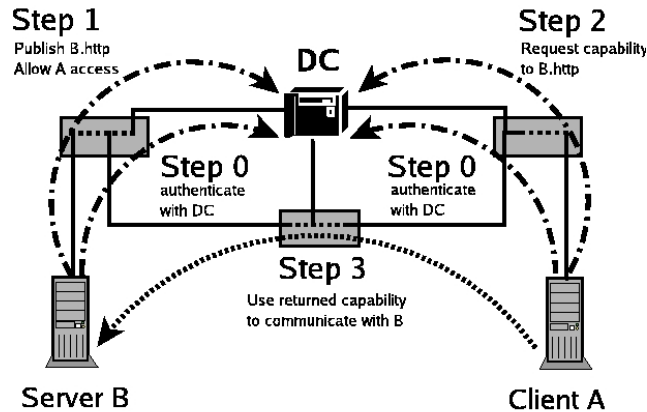 Step 1
Publish B.http
Allow A access
Step 2
Request capability
to B.http
DC
Step 0
authenticate
with DC
Step 0
authenticate
with DC
Step 3
Use returned capability
to communicate with B
Server B
Client A